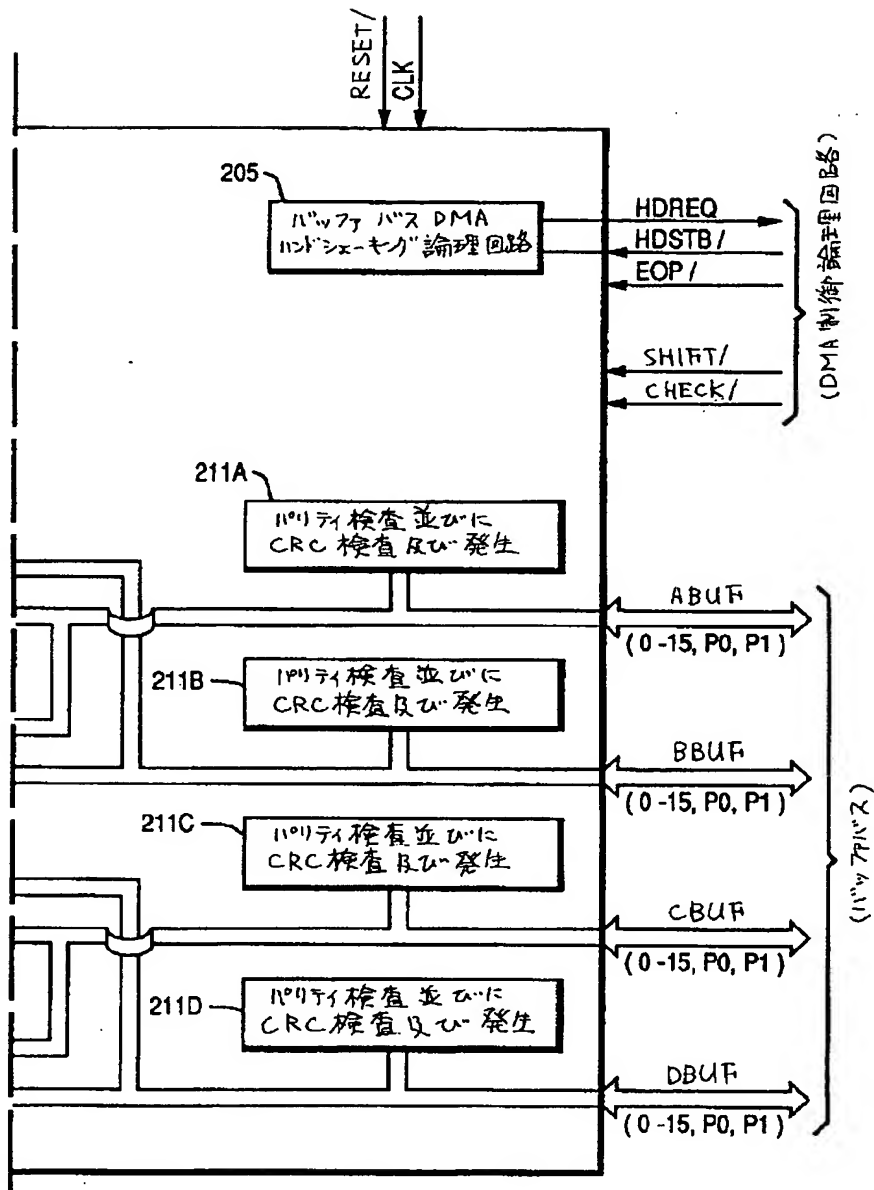 RESET/
CLK
205
バッファ バス DMA
ハンドシェーキング論理回路
HDREQ
HDSTB/
EOP/
SHIFT/
CHECK/
(DMA制御論理回路)
211A
パリティ検査並びに
CRC検査及び発生
ABUF
(0-15, P0, P1)
211B
パリティ検査並びに
CRC検査及び発生
BBUF
(0-15, P0, P1)
211C
パリティ検査並びに
CRC検査及び発生
CBUF
(0-15, P0, P1)
211D
パリティ検査並びに
CRC検査及び発生
DBUF
(0-15, P0, P1)
(バッファバス)